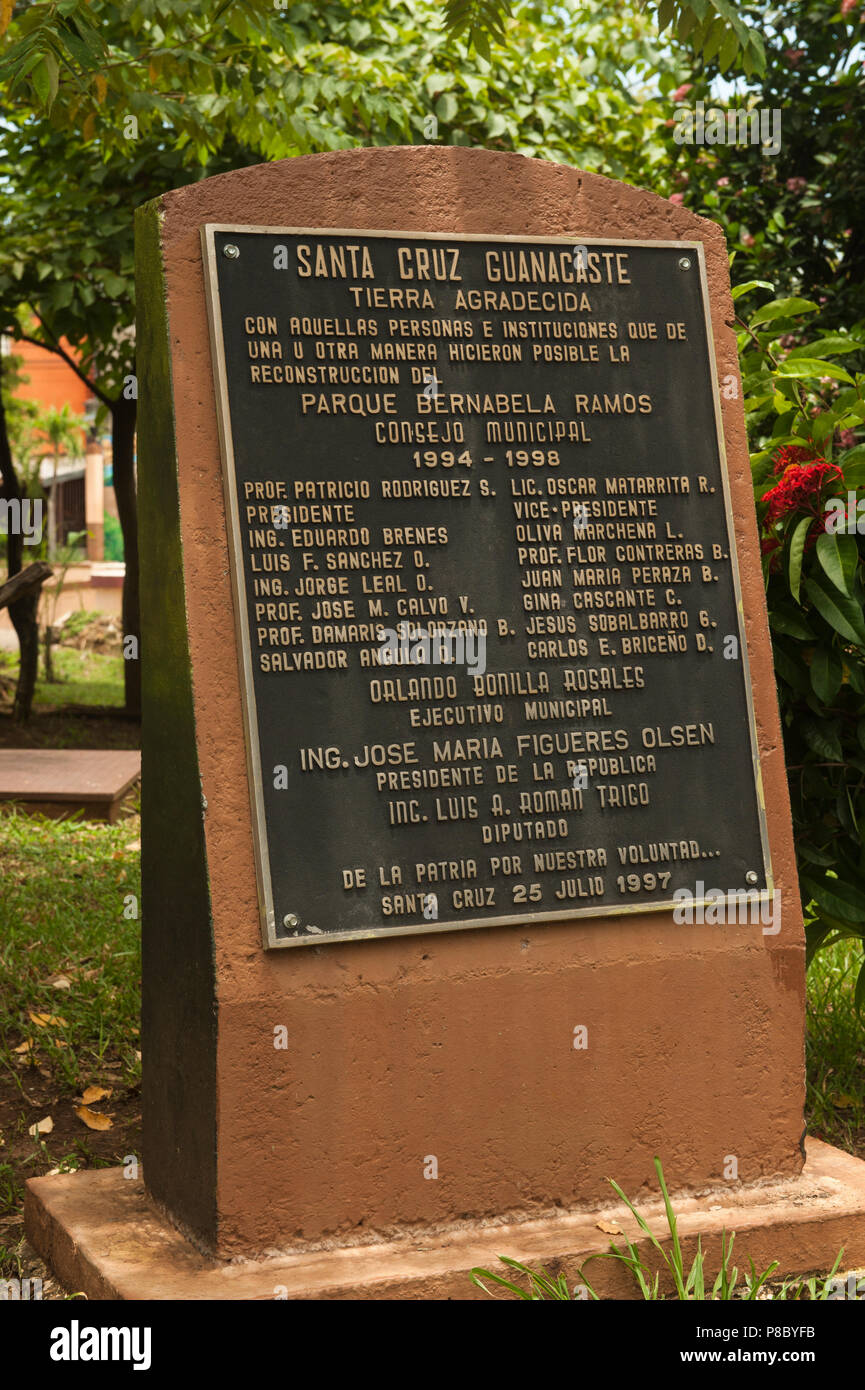 SANTA CRUZ GUANACASTE
TIERRA AGRADECIDA
CON AQUELLAS PERSONAS E INSTITUCIONES QUE DE
UNA U OTRA MANERA HICIERON POSIBLE LA
RECONSTRUCCION DEL
PARQUE BERNABELA RAMOS
CONSEJO MUNICIPAL
1994 - 1998
PROF. PATRICIO RODRIGUEZ S. LIC. OSCAR MATARRITA R.
PRESIDENTE VICE-PRESIDENTE
ING. EDUARDO BRENES OLIVA MARCHENA L.
LUIS F. SANCHEZ O. PROF. FLOR CONTRERAS B.
ING. JORGE LEAL O. JUAN MARIA PERAZA B.
PROF. JOSE M. CALVO V. GINA CASCANTE C.
PROF. DAMARIS SOLORZANO B. JESUS SOBALBARRO G.
SALVADOR ANGULO O. CARLOS E. BRICEÑO D.
ORLANDO BONILLA ROSALES
EJECUTIVO MUNICIPAL
ING. JOSE MARIA FIGUERES OLSEN
PRESIDENTE DE LA REPUBLICA
ING. LUIS A. ROMAN TRIGO
DIPUTADO
DE LA PATRIA POR NUESTRA VOLUNTAD...
SANTA CRUZ 25 JULIO 1997
a
alamy
Image ID: P8BYFB
www.alamy.com